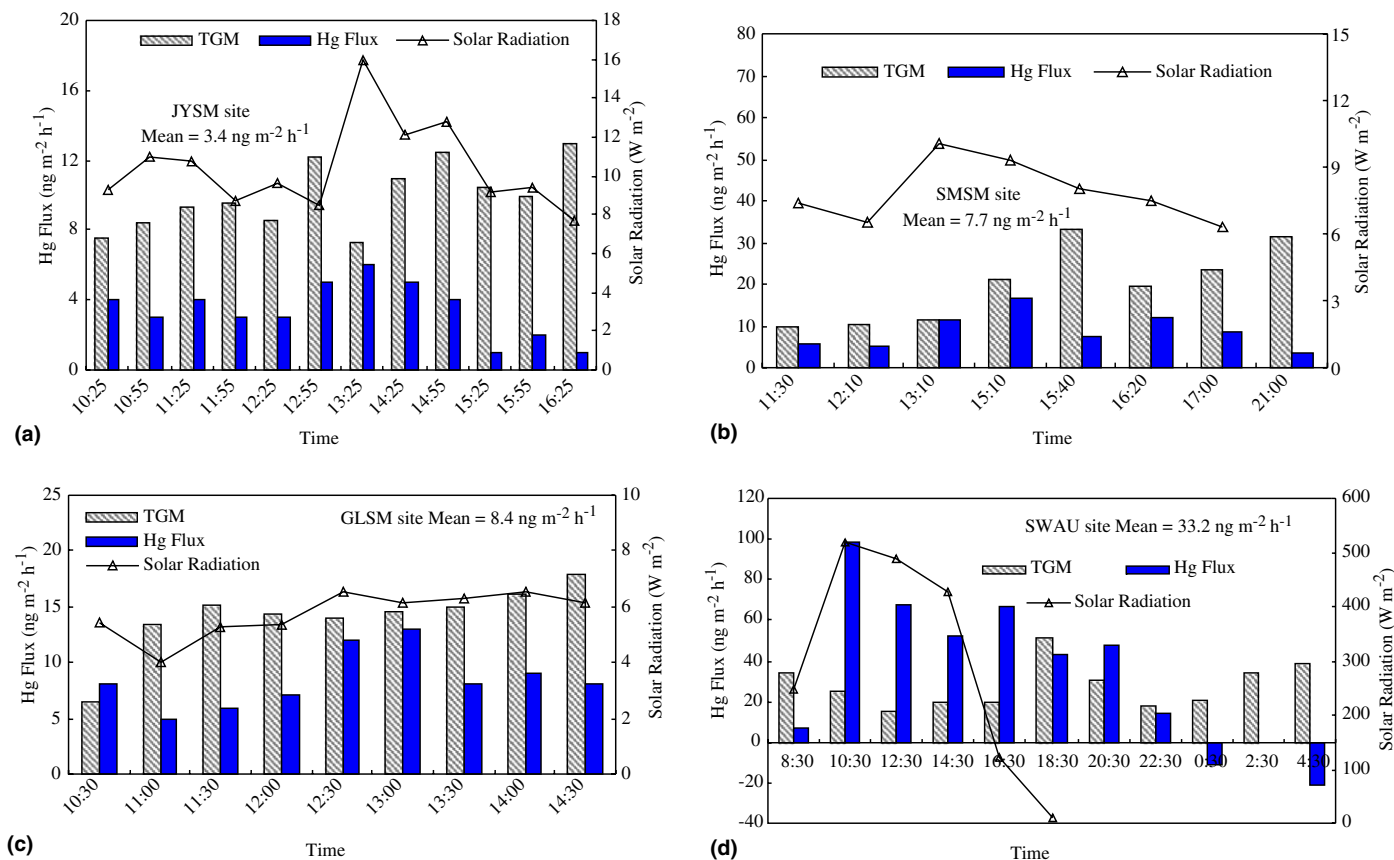 TGM Hg Flux Solar Radiation
JYSM site
Mean = 3.4 ng m-2 h-1
Hg Flux (ng m-2 h-1)
Solar Radiation (W m-2)
20
16
12
8
4
0
18
16
14
12
10
8
6
4
2
0
10:25 10:55 11:25 11:55 12:25 12:55 13:25 14:25 14:55 15:25 15:55 16:25
(a)
Time
TGM Hg Flux Solar Radiation
SMSM site
Mean = 7.7 ng m-2 h-1
Hg Flux (ng m-2 h-1)
Solar Radiation (W m-2)
80
70
60
50
40
30
20
10
0
15
12
9
6
3
0
11:30 12:10 13:10 15:10 15:40 16:20 17:00 21:00
(b)
Time
TGM
Hg Flux
Solar Radiation
GLSM site Mean = 8.4 ng m-2 h-1
Hg Flux (ng m-2 h-1)
Solar Radiation (W m-2)
25
20
15
10
5
0
10
8
6
4
2
0
10:30 11:00 11:30 12:00 12:30 13:00 13:30 14:00 14:30
(c)
Time
SWAU site Mean = 33.2 ng m-2 h-1
TGM Hg Flux
Solar Radiation
Hg Flux (ng m-2 h-1)
Solar Radiation (W m-2)
120
100
80
60
40
20
0
-20
-40
600
500
400
300
200
100
0
8:30 10:30 12:30 14:30 16:30 18:30 20:30 22:30 0:30 2:30 4:30
(d)
Time